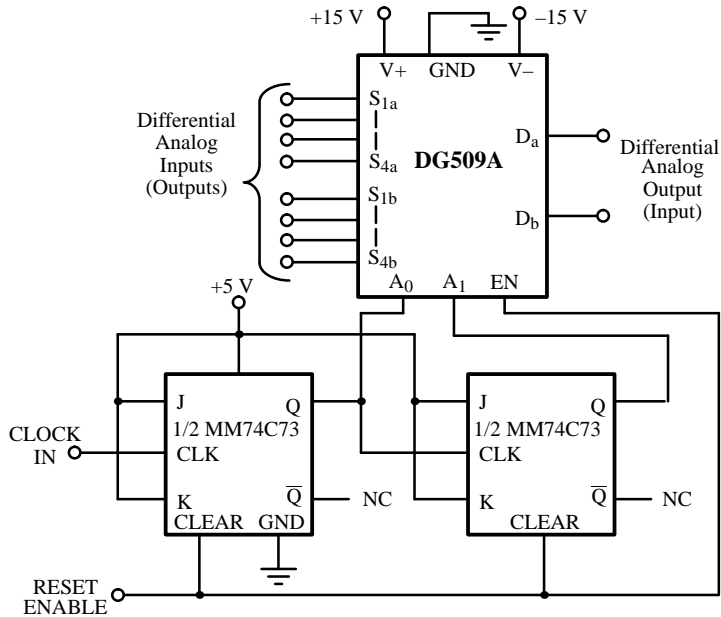 +15 V
–15 V
V+
GND
V–
Differential
Analog
Inputs
(Outputs)
S1a
S4a
S1b
S4b
DG509A
Da
Db
Differential
Analog
Output
(Input)
A0
A1
EN
+5 V
J
Q
1/2 MM74C73
CLK
K
Q
CLEAR
GND
NC
CLOCK
IN
J
Q
1/2 MM74C73
CLK
K
Q
CLEAR
NC
RESET
ENABLE